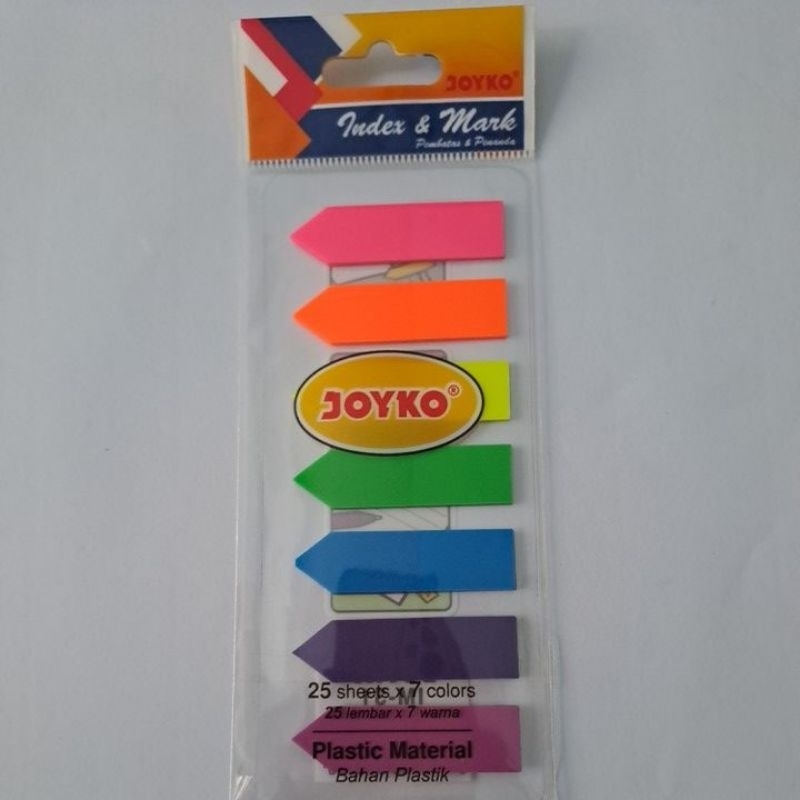 JOYKO®
Index & Mark
Pembatas & Penanda
JOYKO®
25 sheets x 7 colors
25 lembar x 7 warna
Plastic Material
Bahan Plastik